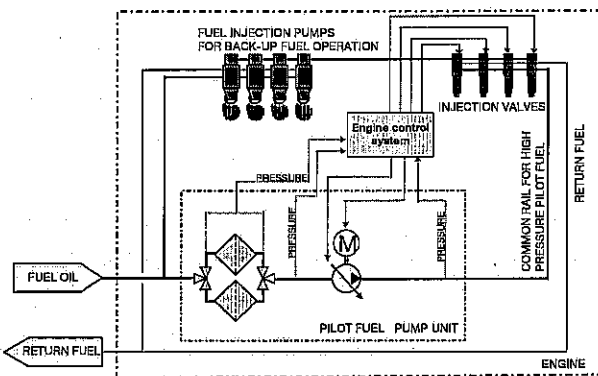 FUEL INJECTION PUMPS
FOR BACK-UP FUEL OPERATION
INJECTION VALVES
Engine control
system
PRESSURE
PRESSURE
PRESSURE
COMMON RAIL FOR HIGH
PRESSURE PILOT FUEL
RETURN FUEL
M
FUEL OIL
PILOT FUEL PUMP UNIT
RETURN FUEL
ENGINE